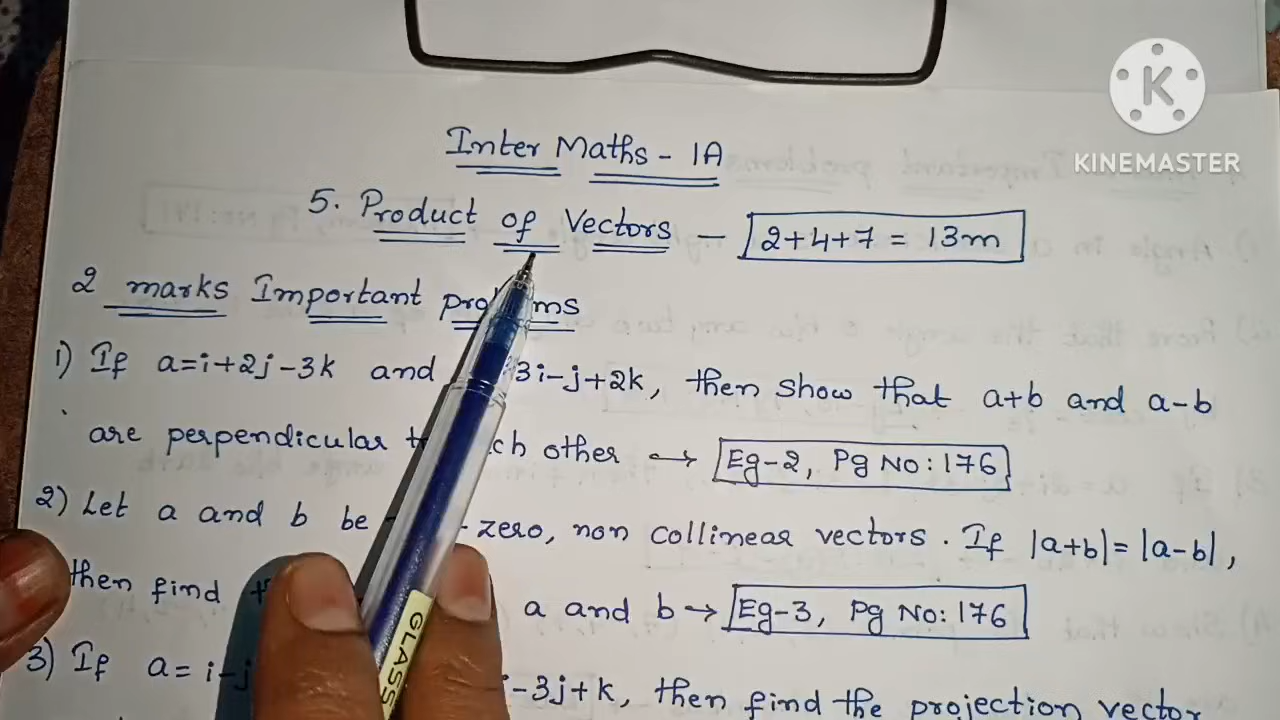 KINEMASTER
Inter Maths - 1A
5. Product of Vectors - 2+4+7 = 13m
2 marks Important problems
1) If a=i+2j-3k and 3i-j+2k, then show that a+b and a-b
are perpendicular other → Eg-2, Pg No:176
2) Let a and b be zero, non collinear vectors. If |a+b|=|a-b|,
then find a and b → Eg-3, Pg No:176
3) If a= i-j i-3j+k, then find the projection vector
GLASS